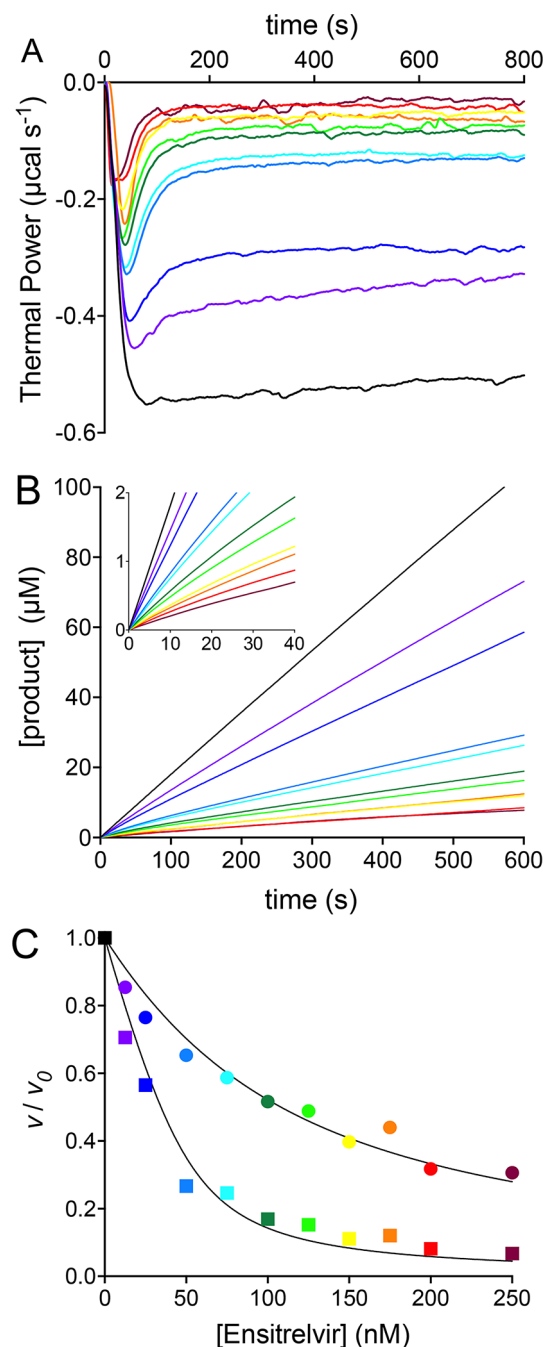 A
time (s)
0 200 400 600 800
0.0
-0.2
-0.4
-0.6
Thermal Power (µcal s⁻¹)
B
100
80
60
40
20
0
[product] (µM)
2
1
0
0 10 20 30 40
0 100 200 300 400 500 600
time (s)
C
1.0
0.8
0.6
0.4
0.2
0.0
v / v₀
0 50 100 150 200 250
[Ensitrelvir] (nM)